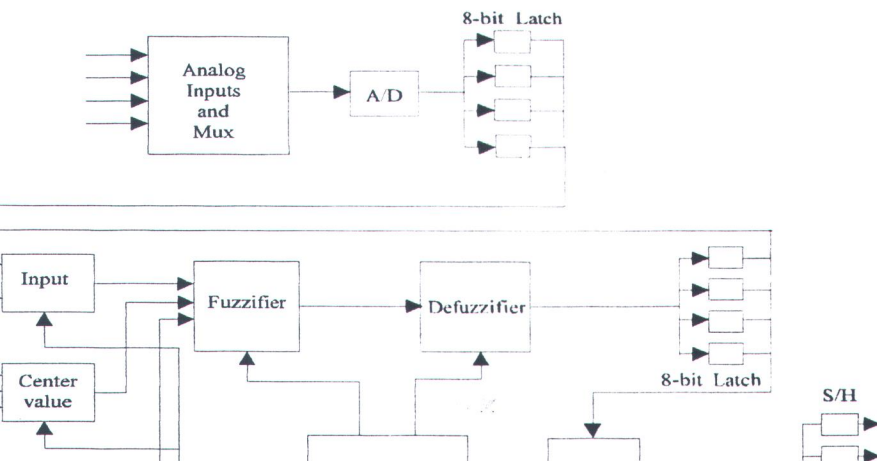 8-bit Latch
Analog
Inputs
and
Mux
A/D
Input
Fuzzifier
Defuzzifier
Center
value
8-bit Latch
S/H